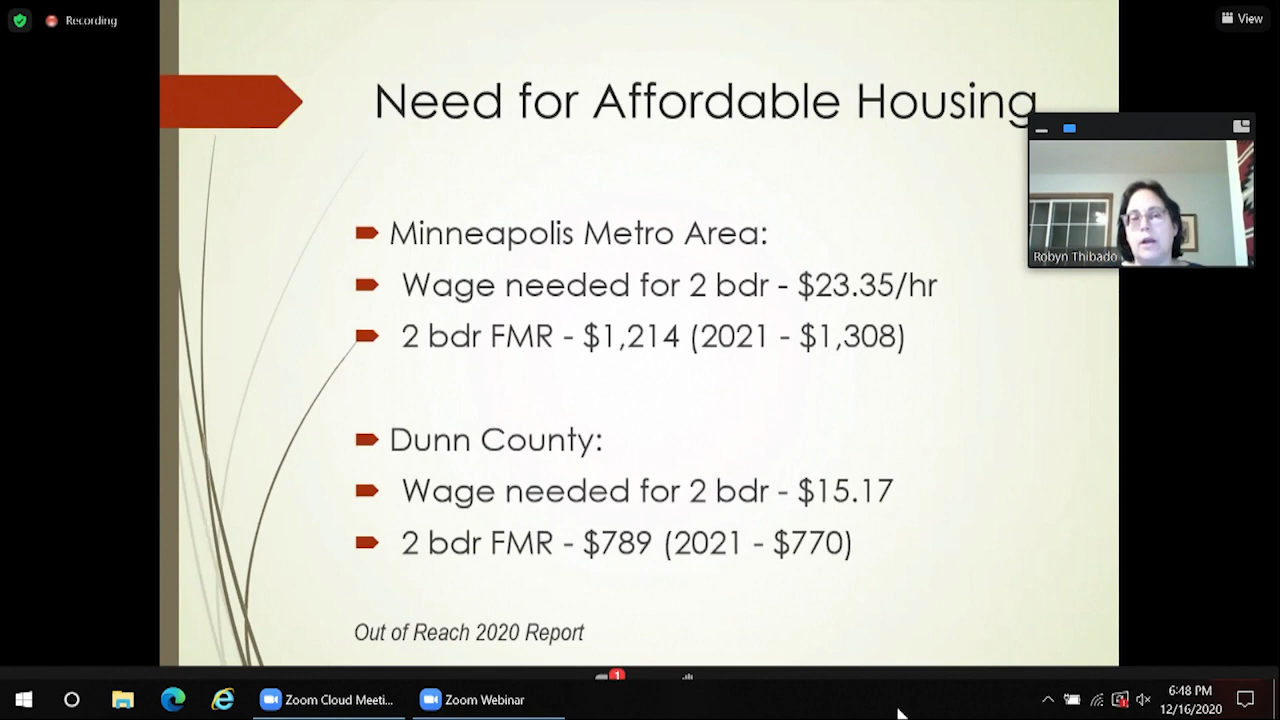 Recording
View
Need for Affordable Housing
Robyn Thibado
Minneapolis Metro Area:
Wage needed for 2 bdr - $23.35/hr
2 bdr FMR - $1,214 (2021 - $1,308)
Dunn County:
Wage needed for 2 bdr - $15.17
2 bdr FMR - $789 (2021 - $770)
Out of Reach 2020 Report
1
Zoom Cloud Meeti...
Zoom Webinar
6:48 PM
12/16/2020